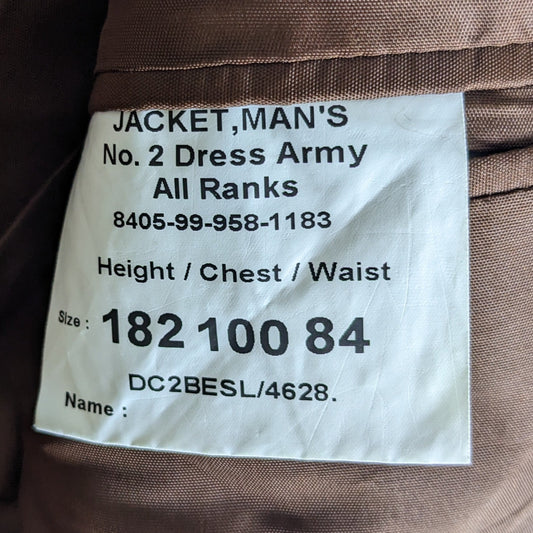 JACKET,MAN'S
No. 2 Dress Army
All Ranks
8405-99-958-1183
Height / Chest / Waist
Size : 182 100 84
DC2BESL/4628.
Name :